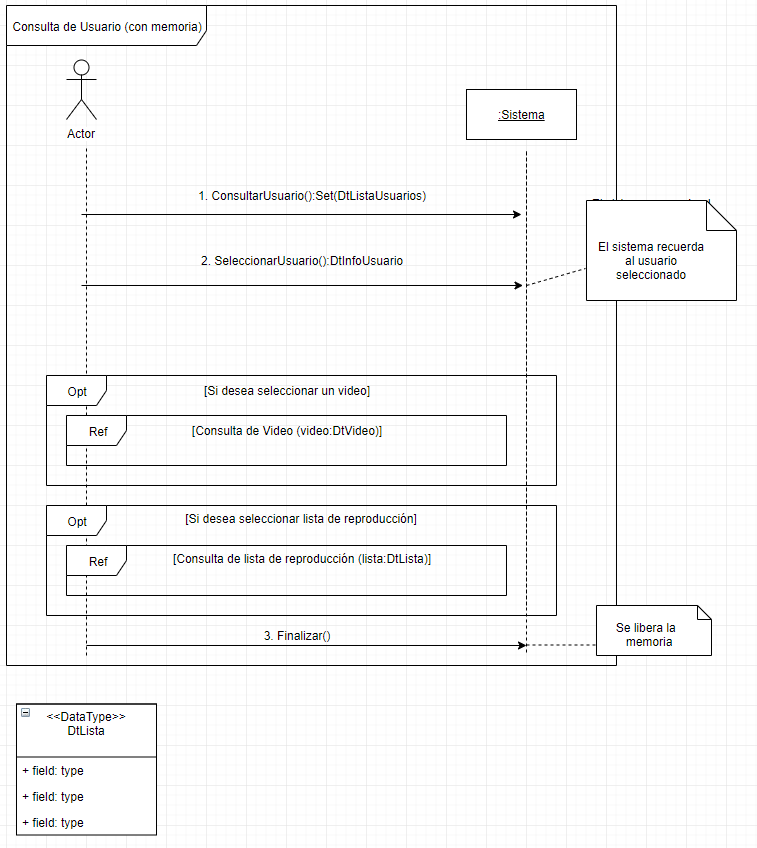 Consulta de Usuario (con memoria)
Actor
:Sistema
1. ConsultarUsuario():Set(DtListaUsuarios)
2. SeleccionarUsuario():DtInfoUsuario
El sistema recuerda
al usuario
seleccionado
Opt
[Si desea seleccionar un video]
Ref
[Consulta de Video (video:DtVideo)]
Opt
[Si desea seleccionar lista de reproducción]
Ref
[Consulta de lista de reproducción (lista:DtLista)]
3. Finalizar()
Se libera la
memoria
<<DataType>>
DtLista
+ field: type
+ field: type
+ field: type